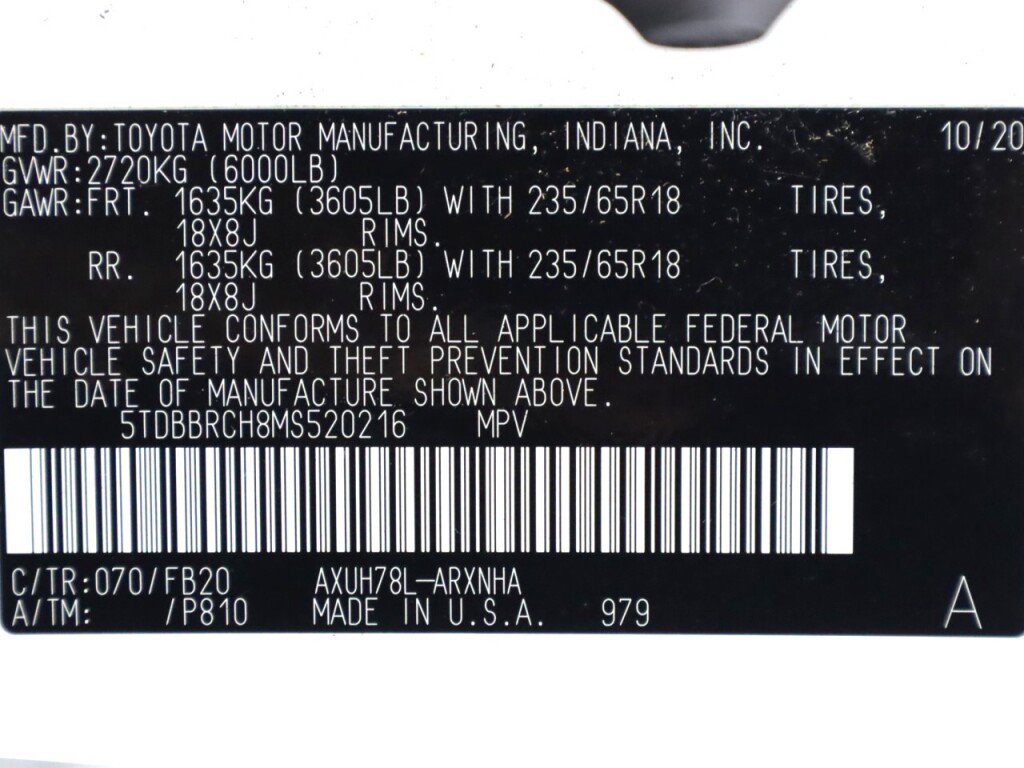 MFD.BY:TOYOTA MOTOR MANUFACTURING, INDIANA, INC. 10/20
GVWR:2720KG (6000LB)
GAWR:FRT. 1635KG (3605LB) WITH 235/65R18 TIRES,
18X8J RIMS.
RR. 1635KG (3605LB) WITH 235/65R18 TIRES,
18X8J RIMS.
THIS VEHICLE CONFORMS TO ALL APPLICABLE FEDERAL MOTOR
VEHICLE SAFETY AND THEFT PREVENTION STANDARDS IN EFFECT ON
THE DATE OF MANUFACTURE SHOWN ABOVE.
5TDBBRCH8MS520216 MPV
C/TR:070/FB20 AXUH78L-ARXNHA
A/TM: /P810 MADE IN U.S.A. 979 A